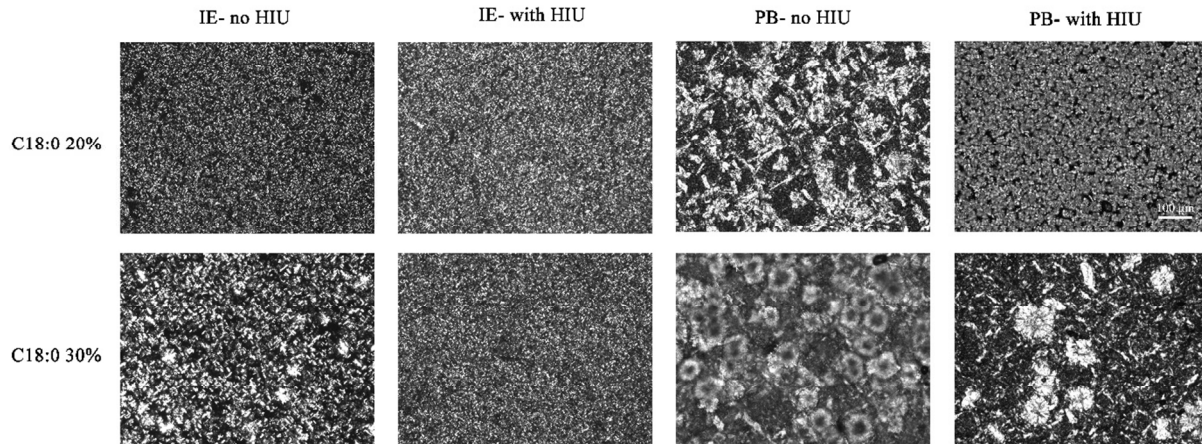 IE- no HIU
IE- with HIU
PB- no HIU
PB- with HIU
C18:0 20%
100 μm
C18:0 30%